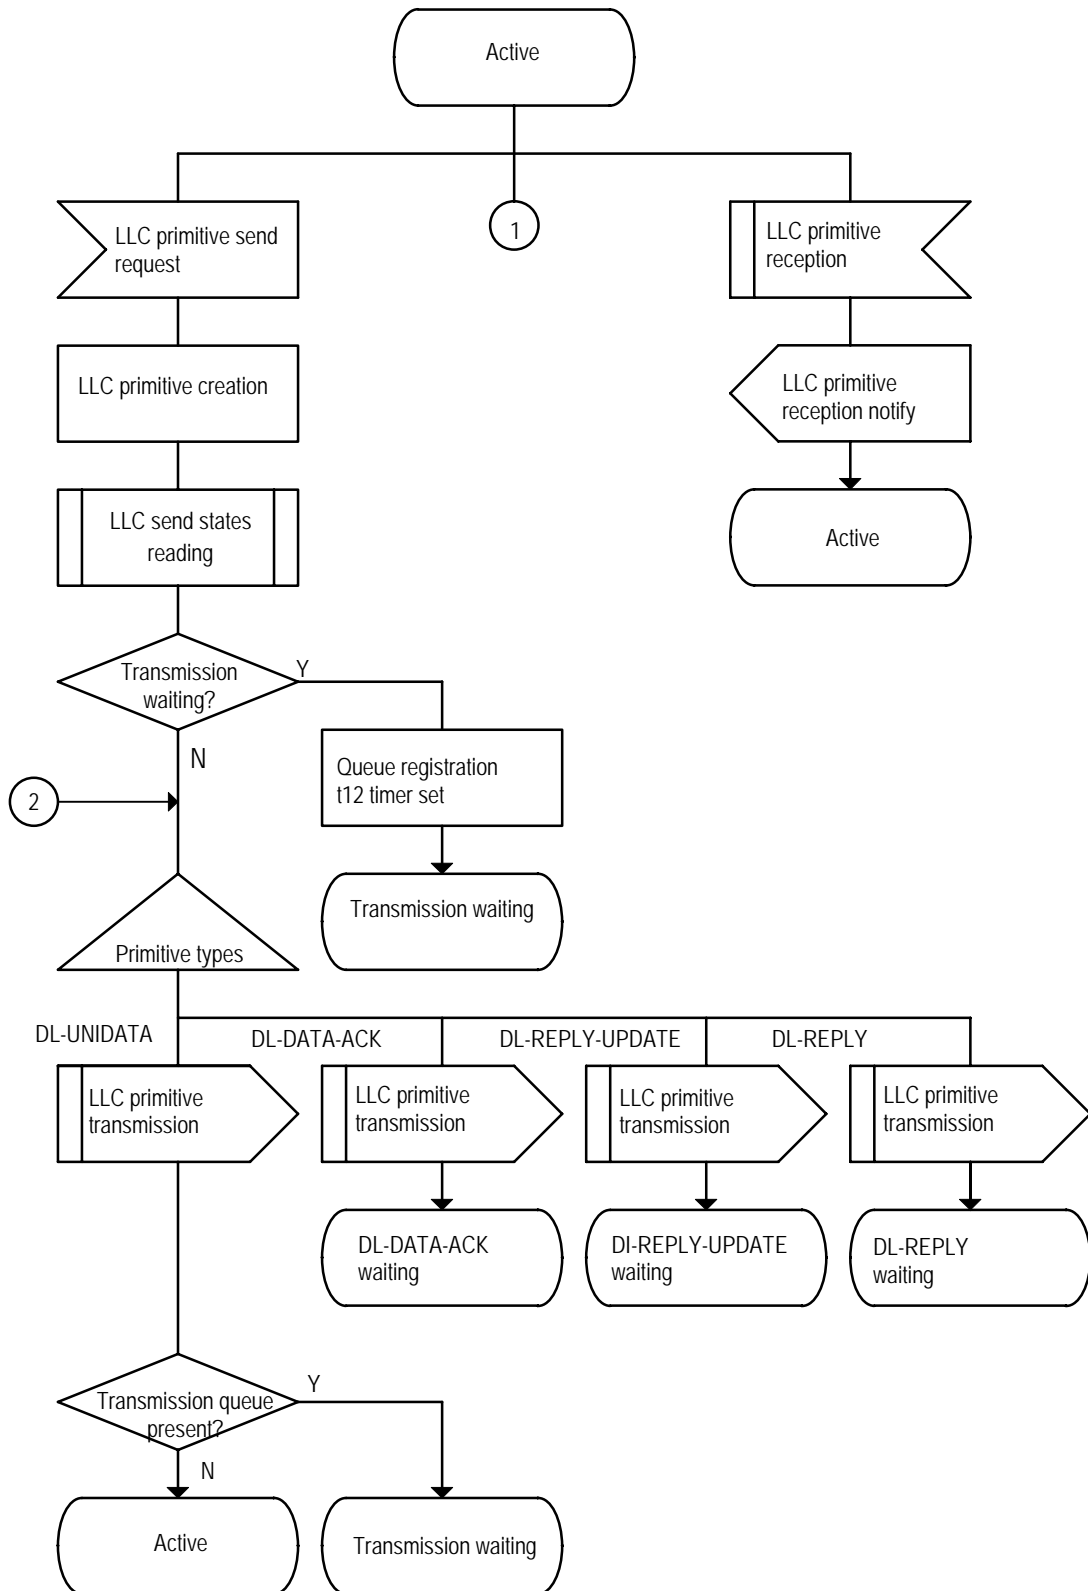 Active
1
LLC primitive send
request
LLC primitive
reception
LLC primitive creation
LLC primitive
reception notify
LLC send states
reading
Active
Transmission
waiting?
Y
N
Queue registration
t12 timer set
2
Transmission waiting
Primitive types
DL-UNIDATA
DL-DATA-ACK
DL-REPLY-UPDATE
DL-REPLY
LLC primitive
transmission
LLC primitive
transmission
LLC primitive
transmission
LLC primitive
transmission
DL-DATA-ACK
waiting
DI-REPLY-UPDATE
waiting
DL-REPLY
waiting
Transmission queue
present?
Y
N
Active
Transmission waiting